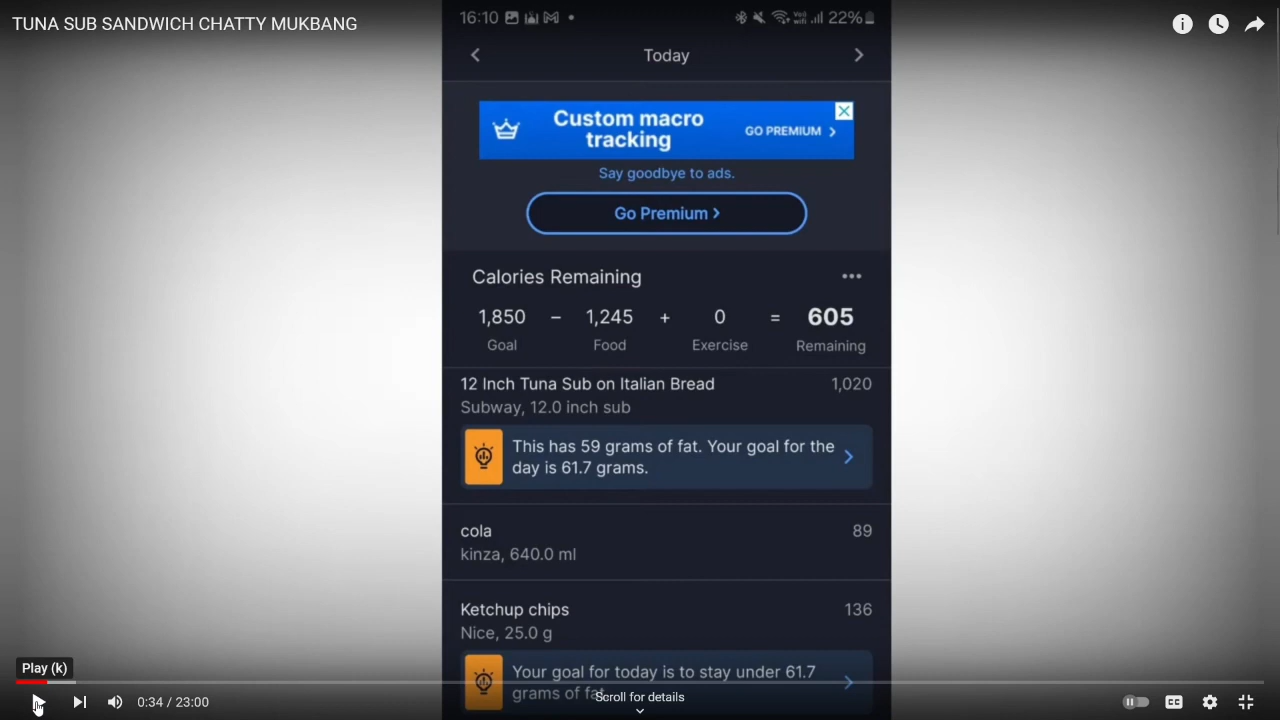 TUNA SUB SANDWICH CHATTY MUKBANG
16:10
22%
Today
Custom macro
tracking
GO PREMIUM
Say goodbye to ads.
Go Premium
Calories Remaining
1,850 - 1,245 + 0 = 605
Goal Food Exercise Remaining
12 Inch Tuna Sub on Italian Bread 1,020
Subway, 12.0 inch sub
This has 59 grams of fat. Your goal for the
day is 61.7 grams.
cola 89
kinza, 640.0 ml
Ketchup chips 136
Nice, 25.0 g
Your goal for today is to stay under 61.7
grams of fat
Play (k)
Scroll for details
0:34 / 23:00
CC